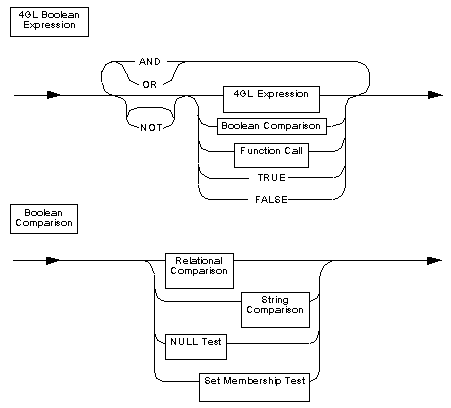 4GL Boolean
Expression
AND
OR
NOT
4GL Expression
Boolean Comparison
Function Call
TRUE
FALSE
Boolean
Comparison
Relational
Comparison
String
Comparison
NULL Test
Set Membership Test